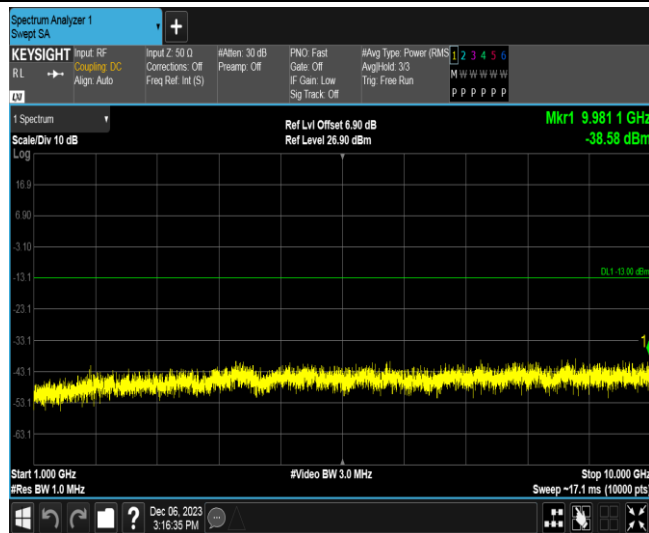 Spectrum Analyzer 1
Swept SA
+
KEYSIGHT Input: RF Input Z: 50 Ω #Atten: 30 dB PNO: Fast #Avg Type: Power (RMS 1 2 3 4 5 6
RL Coupling: DC Corrections: Off Preamp: Off Gate: Off Avg|Hold: 3/3 M W W W W W
Align: Auto Freq Ref: Int (S) IF Gain: Low Trig: Free Run
Sig Track: Off P P P P P P
1 Spectrum Ref Lvl Offset 6.90 dB Mkr1 9.981 1 GHz
Scale/Div 10 dB Ref Level 26.90 dBm -38.58 dBm
Log
16.9
6.90
-3.10
DL1 -13.00 dBm
-13.1
-23.1
-33.1
1
-43.1
-53.1
-63.1
Start 1.000 GHz #Video BW 3.0 MHz Stop 10.000 GHz
#Res BW 1.0 MHz Sweep ~17.1 ms (10000 pts)
? Dec 06, 2023
3:16:35 PM